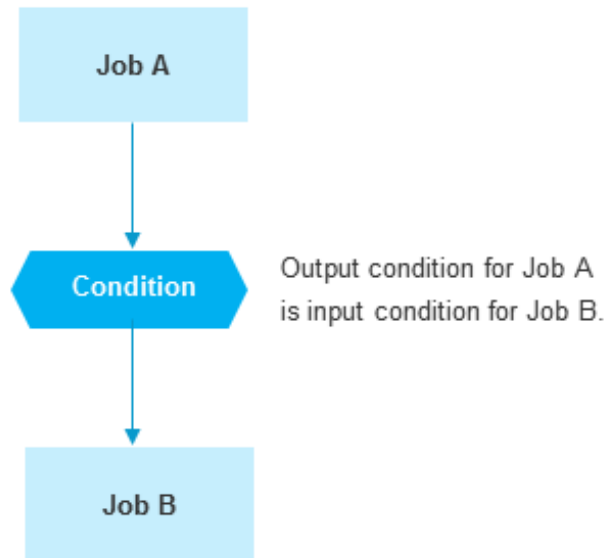 Job A
Condition
Output condition for Job A
is input condition for Job B.
Job B